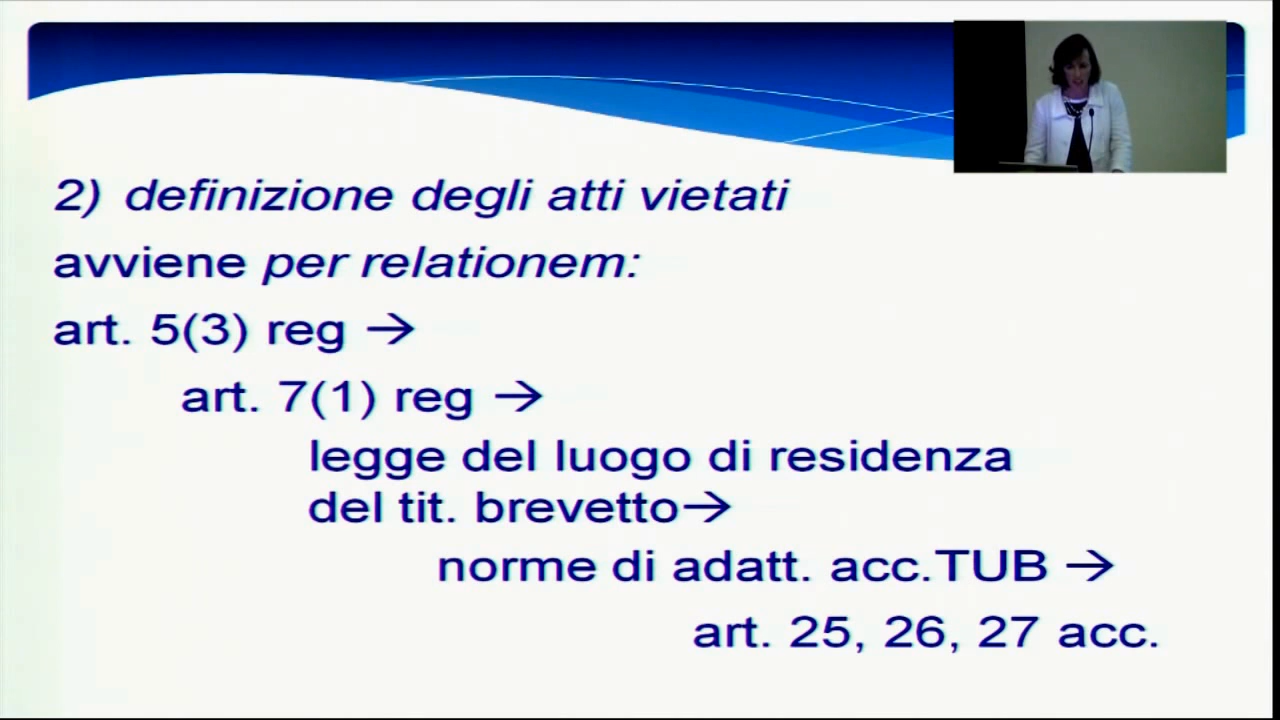 2) definizione degli atti vietati
avviene per relationem:
art. 5(3) reg →
art. 7(1) reg →
legge del luogo di residenza
del tit. brevetto→
norme di adatt. acc.TUB →
art. 25, 26, 27 acc.